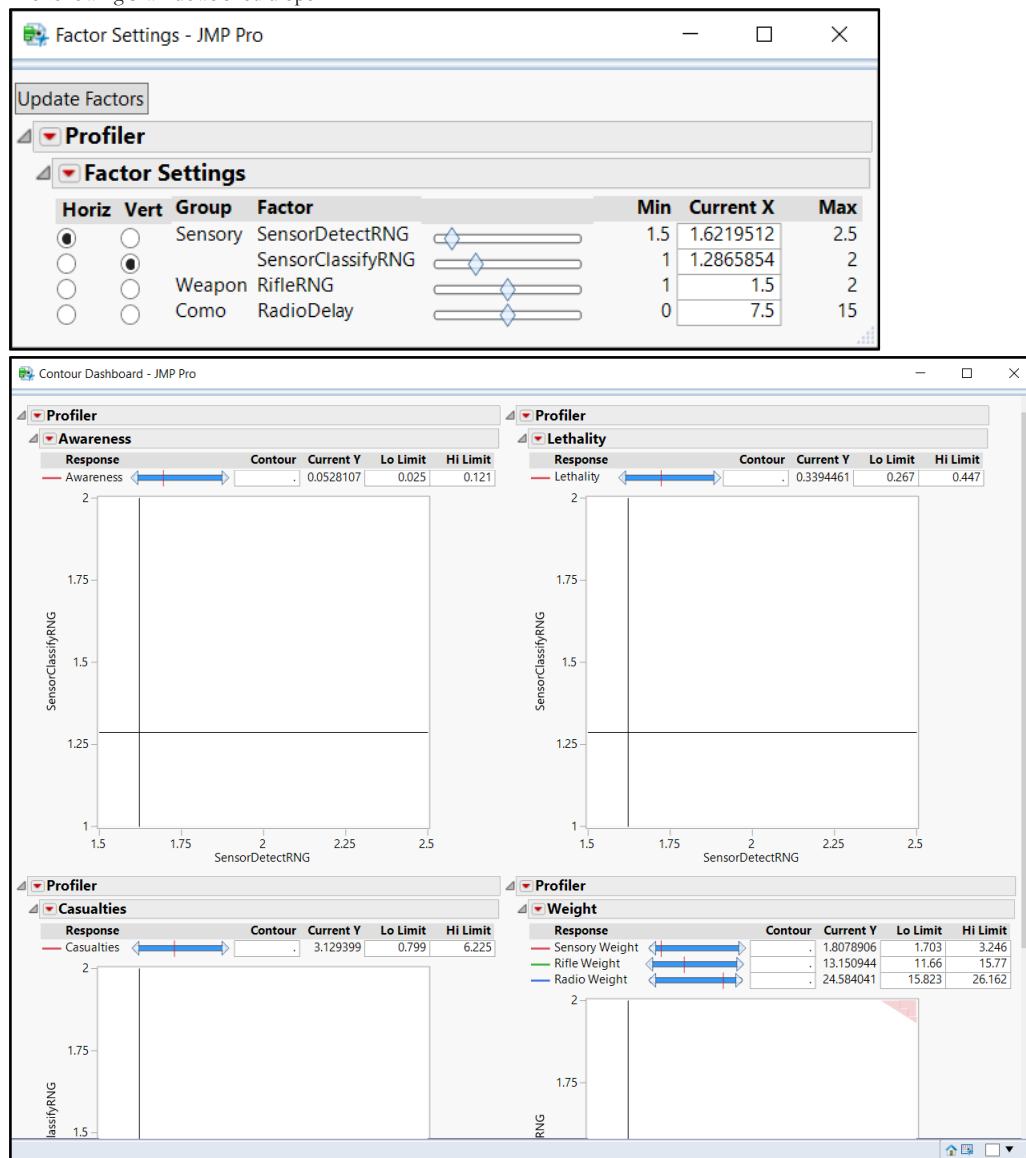 Factor Settings - JMP Pro
Update Factors
Profiler
Factor Settings
Horiz Vert Group Factor Min Current X Max
Sensory SensorDetectRNG 1.5 1.6219512 2.5
SensorClassifyRNG 1 1.2865854 2
Weapon RifleRNG 1 1.5 2
Como RadioDelay 0 7.5 15
Contour Dashboard - JMP Pro
Profiler
Awareness
Response Contour Current Y Lo Limit Hi Limit
Awareness . 0.0528107 0.025 0.121
2
1.75
SensorClassifyRNG
1.5
1.25
1
1.5 1.75 2 2.25 2.5
SensorDetectRNG
Profiler
Lethality
Response Contour Current Y Lo Limit Hi Limit
Lethality . 0.3394461 0.267 0.447
2
1.75
SensorClassifyRNG
1.5
1.25
1
1.5 1.75 2 2.25 2.5
SensorDetectRNG
Profiler
Casualties
Response Contour Current Y Lo Limit Hi Limit
Casualties . 3.129399 0.799 6.225
2
1.75
lassifyRNG
1.5
Profiler
Weight
Response Contour Current Y Lo Limit Hi Limit
Sensory Weight . 1.8078906 1.703 3.246
Rifle Weight . 13.150944 11.66 15.77
Radio Weight . 24.584041 15.823 26.162
2
1.75
RNG